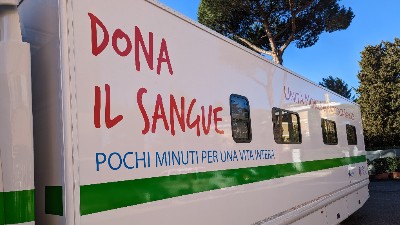 DONA
IL SANGUE
POCHI MINUTI PER UNA VITA INTERA